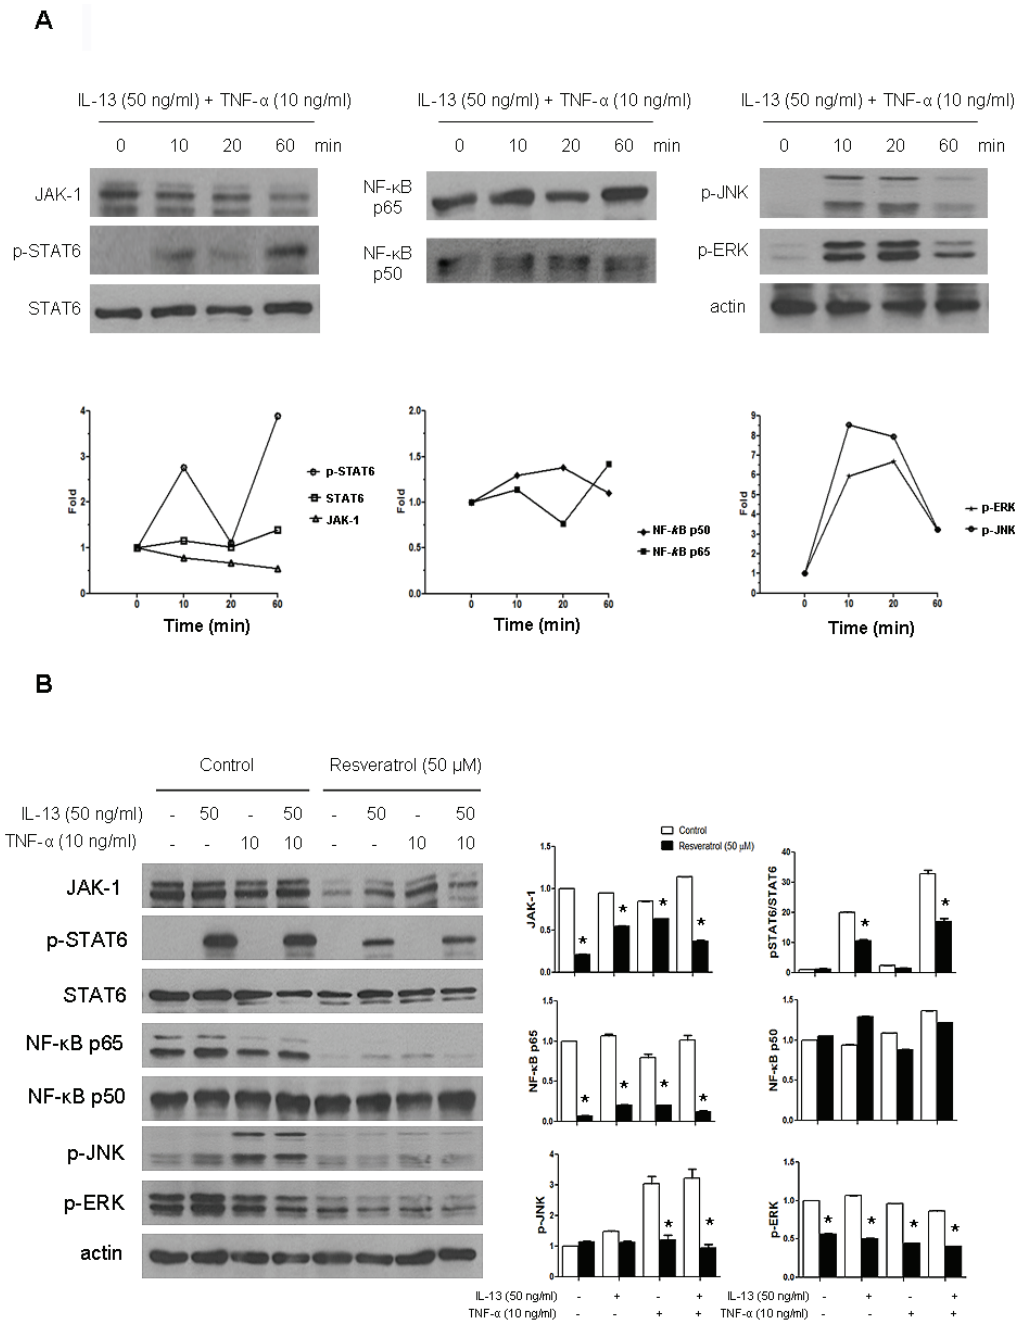 A
IL-13 (50 ng/ml) + TNF-α (10 ng/ml)
0 10 20 60 min
JAK-1
p-STAT6
STAT6
IL-13 (50 ng/ml) + TNF-α (10 ng/ml)
0 10 20 60 min
NF-κB
p65
NF-κB
p50
IL-13 (50 ng/ml) + TNF-α (10 ng/ml)
0 10 20 60 min
p-JNK
p-ERK
actin
4
3
2
1
0
Fold
0 10 20 60
Time (min)
p-STAT6
STAT6
JAK-1
2.0
1.5
1.0
0.5
0.0
Fold
0 10 20 60
Time (min)
NF-kB p50
NF-kB p65
9
8
7
6
5
4
3
2
1
0
Fold
0 10 20 60
Time (min)
p-ERK
p-JNK
B
Control Resveratrol (50 µM)
IL-13 (50 ng/ml) - 50 - 50 - 50 - 50
TNF-α (10 ng/ml) - - 10 10 - - 10 10
JAK-1
p-STAT6
STAT6
NF-κB p65
NF-κB p50
p-JNK
p-ERK
actin
Control
Resveratrol (50 µM)
1.5
1.0
0.5
0.0
JAK-1
* * * *
40
30
20
10
0
pSTAT6/STAT6
* *
1.5
1.0
0.5
0.0
NF-κB p65
* * * *
1.5
1.0
0.5
0.0
NF-κB p50
4
3
2
1
0
p-JNK
* *
1.5
1.0
0.5
0.0
p-ERK
* * * *
IL-13 (50 ng/ml) - + - +
TNF-α (10 ng/ml) - - + +
IL-13 (50 ng/ml) - + - +
TNF-α (10 ng/ml) - - + +